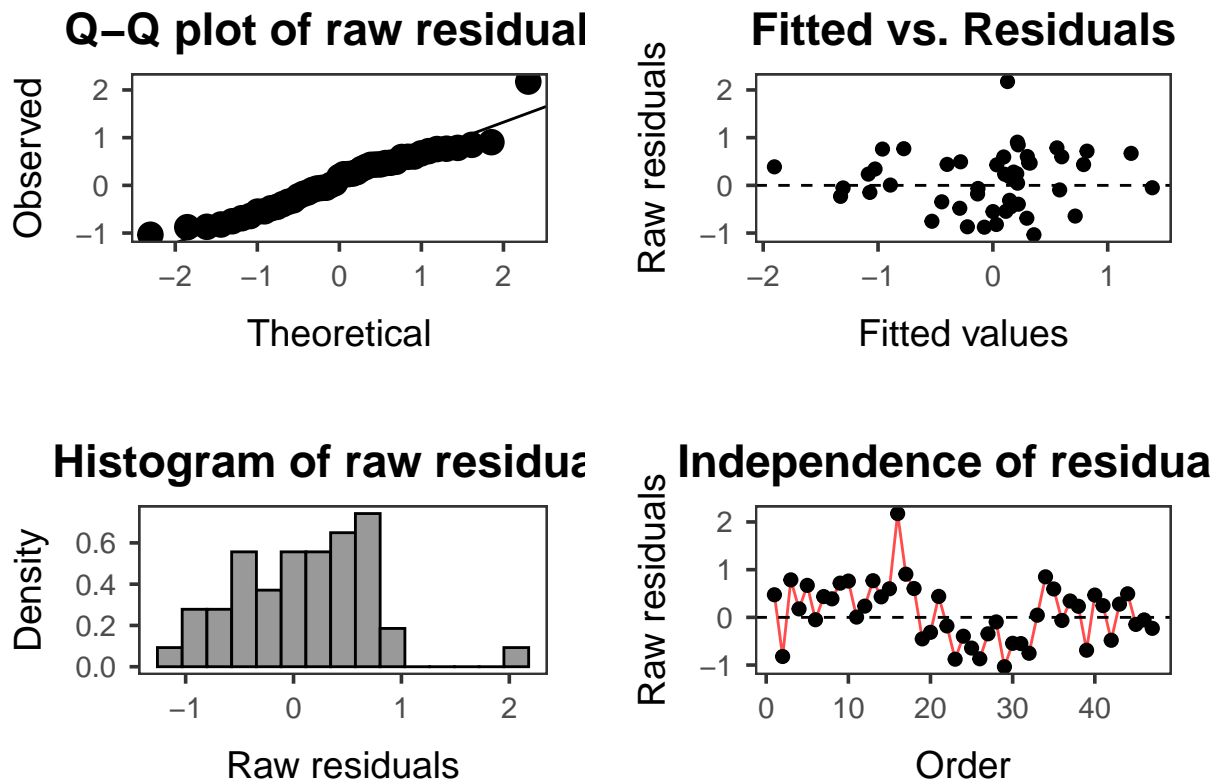 Q−Q plot of raw residual
Observed
2
1
0
−1
−2 −1 0 1 2
Theoretical
Fitted vs. Residuals
Raw residuals
2
1
0
−1
−2 −1 0 1
Fitted values
Histogram of raw residua
Density
0.6
0.4
0.2
0.0
−1 0 1 2
Raw residuals
Independence of residua
Raw residuals
2
1
0
−1
0 10 20 30 40
Order